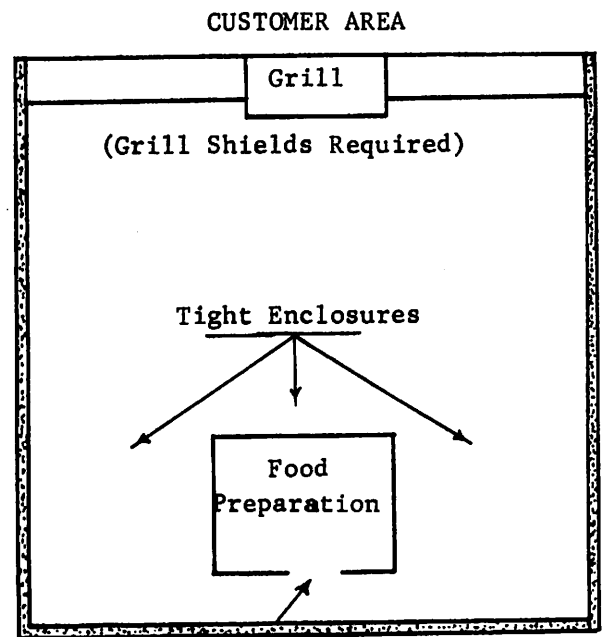 CUSTOMER AREA
Grill
(Grill Shields Required)
Tight Enclosures
Food
Preparation